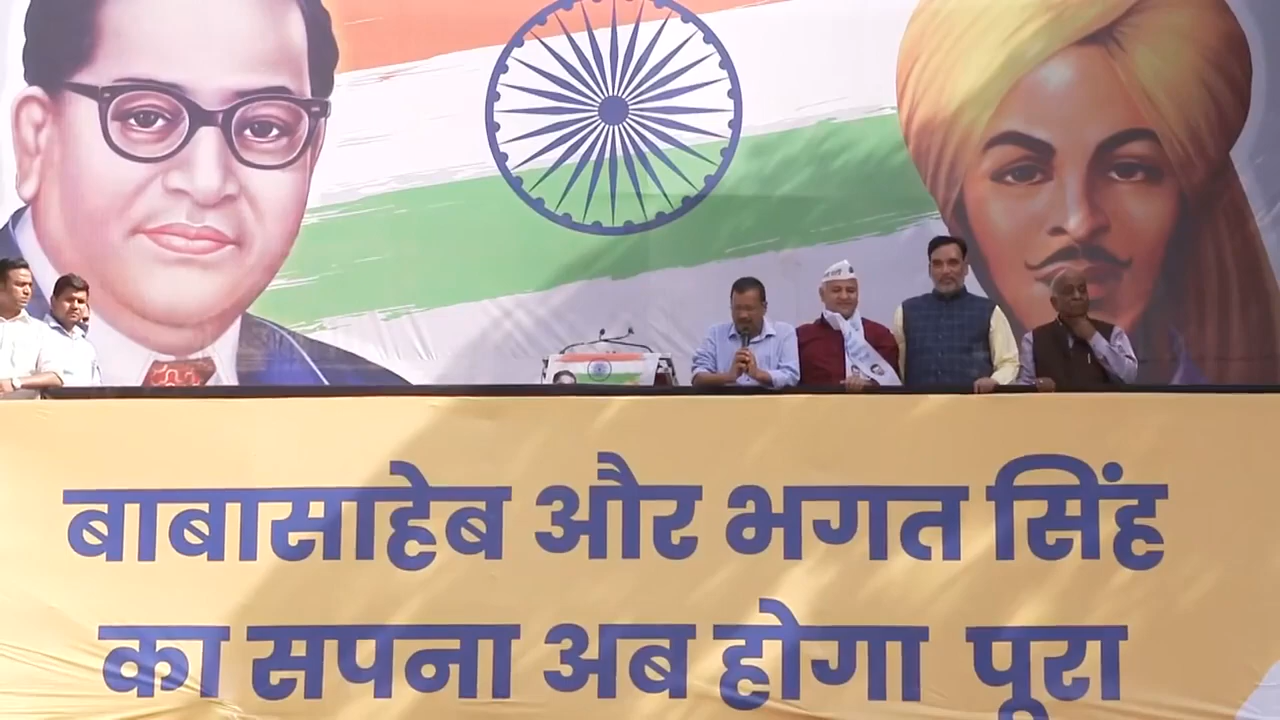 बाबासाहेब और भगत सिंह
का सपना अब होगा पूरा